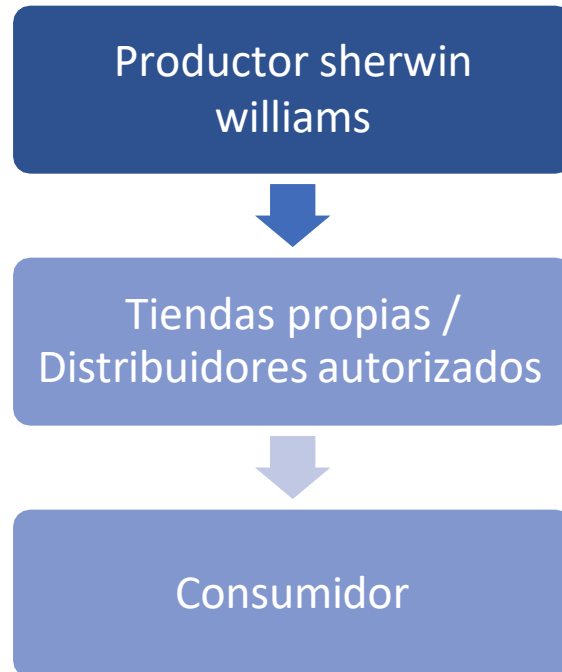 Productor sherwin
williams
Tiendas propias /
Distribuidores autorizados
Consumidor